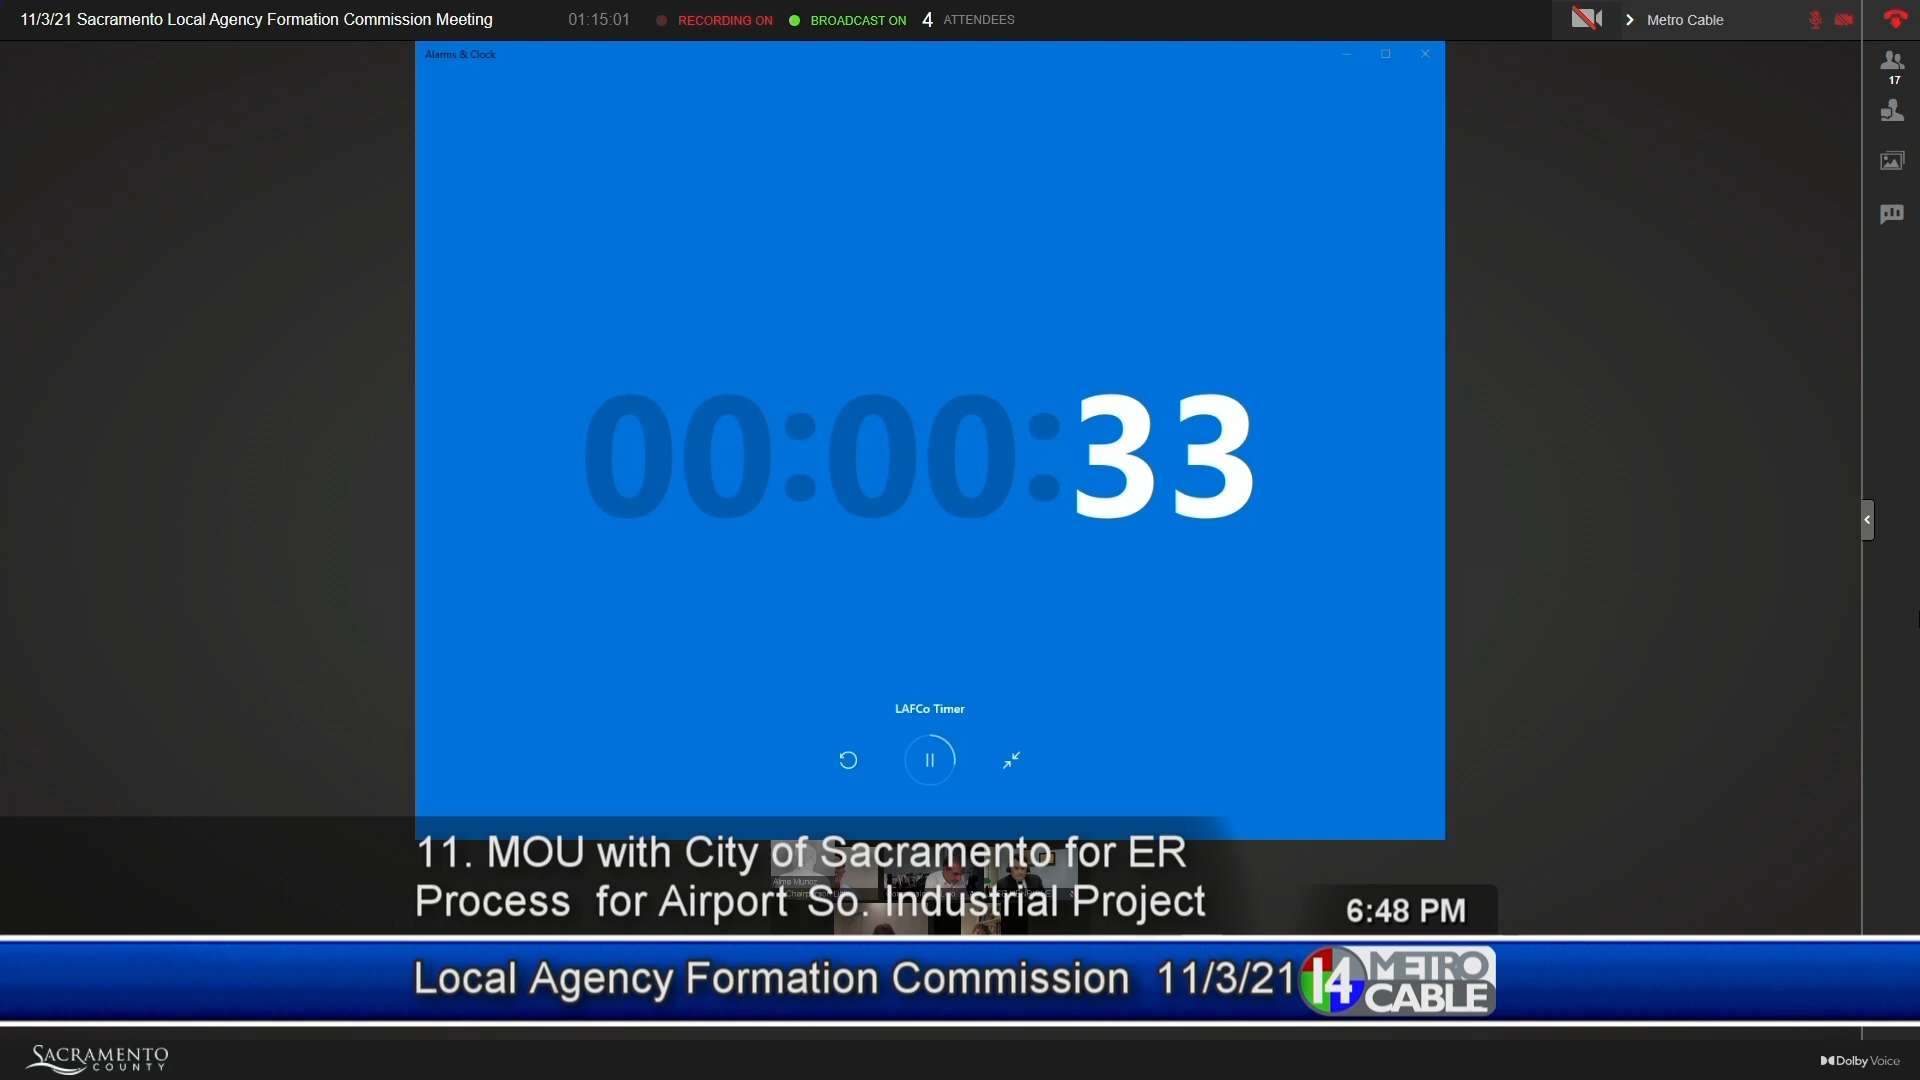 11/3/21 Sacramento Local Agency Formation Commission Meeting
01:15:01
RECORDING ON
BROADCAST ON
4 ATTENDEES
Metro Cable
17
Alarms & Clock
00:00:33
LAFCo Timer
11. MOU with City of Sacramento for ER
Process for Airport So. Industrial Project
Alma Munoz
6:48 PM
Local Agency Formation Commission 11/3/21
14 METRO
CABLE
SACRAMENTO
COUNTY
Dolby Voice